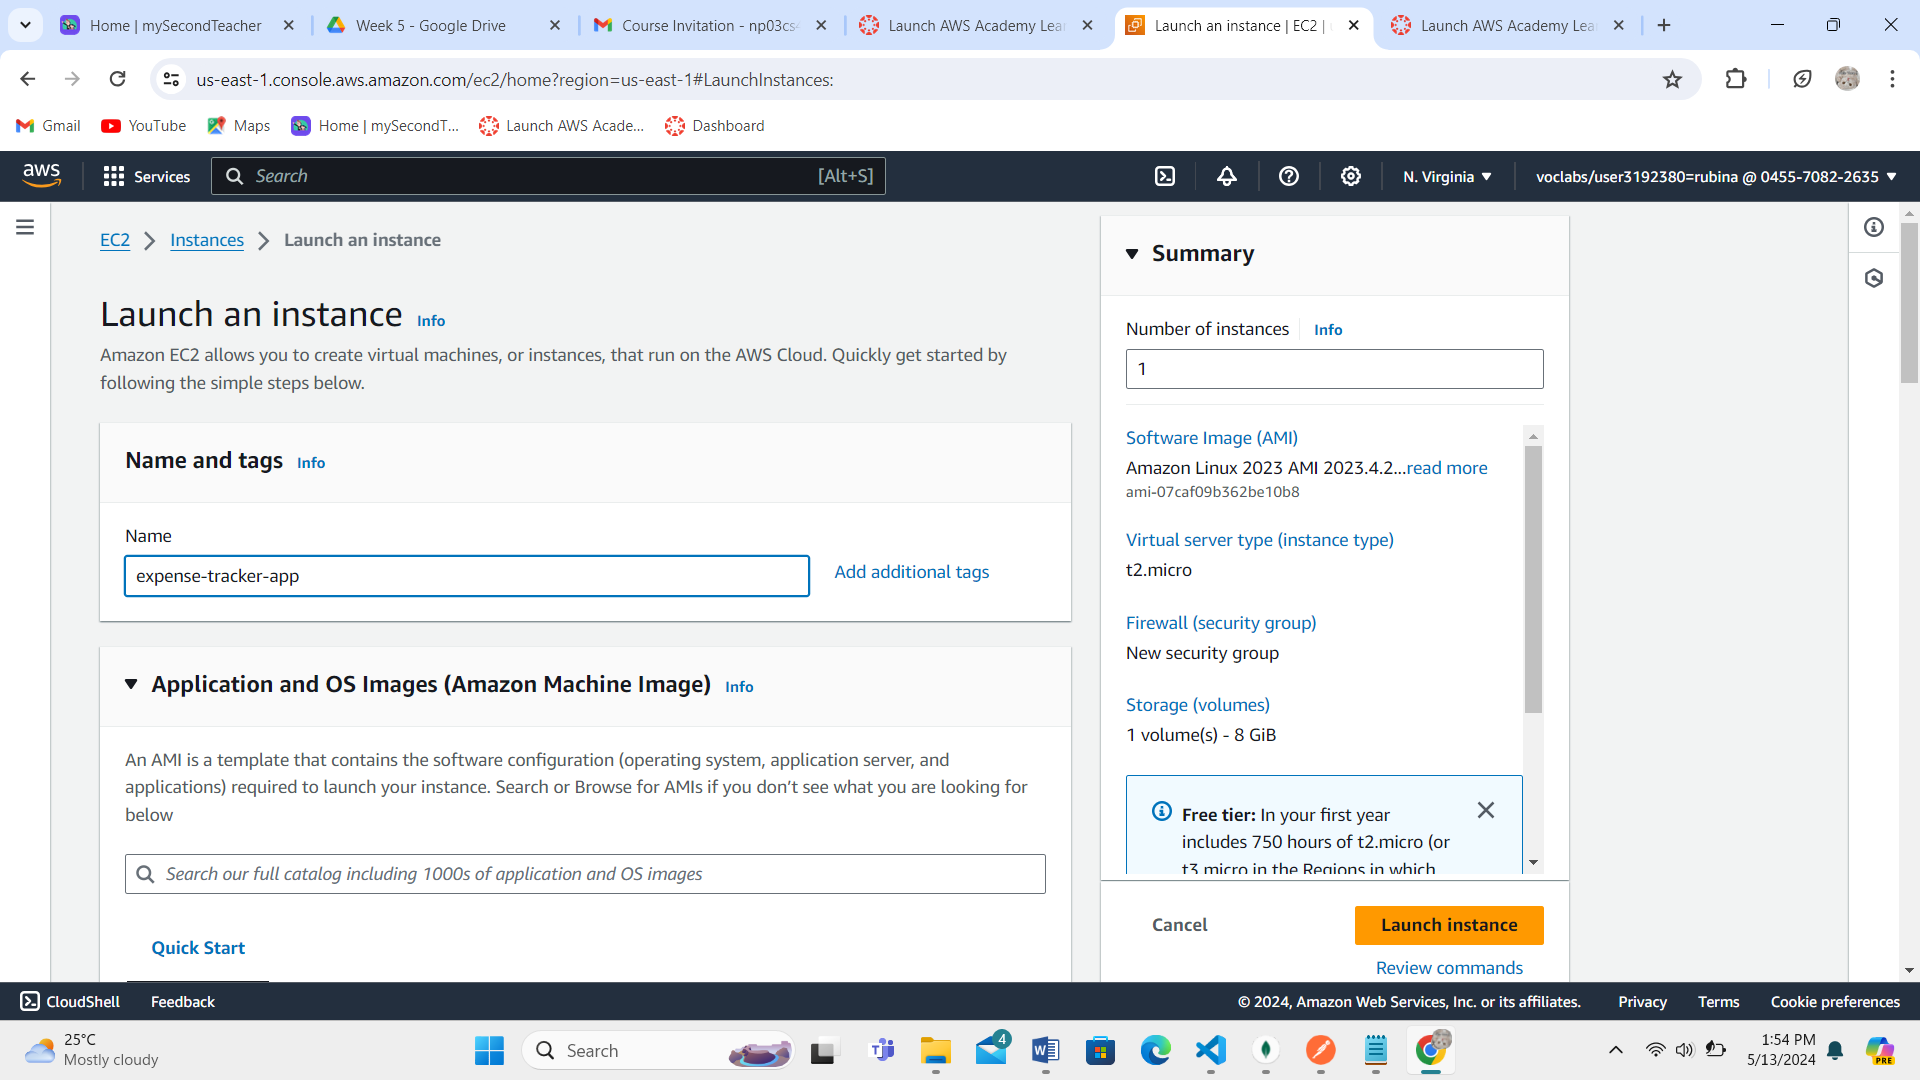 Home | mySecondTeacher
Week 5 - Google Drive
Course Invitation - np03cs4
Launch AWS Academy Lea
Launch an instance | EC2 |
Launch AWS Academy Lea
us-east-1.console.aws.amazon.com/ec2/home?region=us-east-1#LaunchInstances:
Gmail
YouTube
Maps
Home | mySecondT...
Launch AWS Acade...
Dashboard
aws
Services
Search
[Alt+S]
N. Virginia
voclabs/user3192380=rubina @ 0455-7082-2635
EC2
Instances
Launch an instance
Launch an instance Info
Amazon EC2 allows you to create virtual machines, or instances, that run on the AWS Cloud. Quickly get started by
following the simple steps below.
Name and tags Info
Name
expense-tracker-app
Add additional tags
Application and OS Images (Amazon Machine Image) Info
An AMI is a template that contains the software configuration (operating system, application server, and
applications) required to launch your instance. Search or Browse for AMIs if you don’t see what you are looking for
below
Search our full catalog including 1000s of application and OS images
Quick Start
Summary
Number of instances Info
1
Software Image (AMI)
Amazon Linux 2023 AMI 2023.4.2...read more
ami-07caf09b362be10b8
Virtual server type (instance type)
t2.micro
Firewall (security group)
New security group
Storage (volumes)
1 volume(s) - 8 GiB
Free tier: In your first year
includes 750 hours of t2.micro (or
t3.micro in the Regions in which
Cancel
Launch instance
Review commands
CloudShell
Feedback
© 2024, Amazon Web Services, Inc. or its affiliates.
Privacy
Terms
Cookie preferences
25°C
Mostly cloudy
Search
4
1:54 PM
5/13/2024
PRE